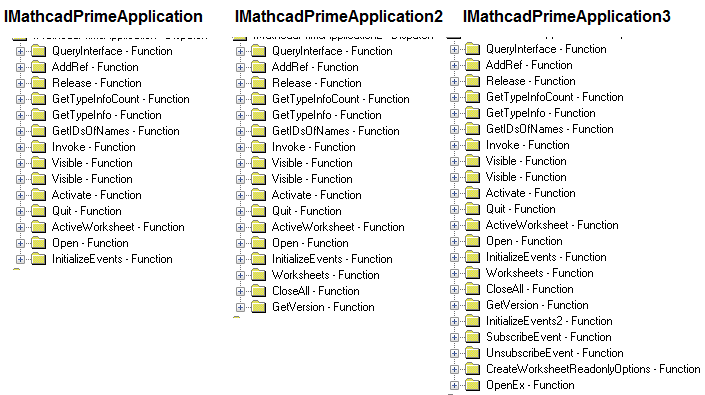 IMathcadPrimeApplication
QueryInterface - Function
AddRef - Function
Release - Function
GetTypeInfoCount - Function
GetTypeInfo - Function
GetIDsOfNames - Function
Invoke - Function
Visible - Function
Visible - Function
Activate - Function
Quit - Function
ActiveWorksheet - Function
Open - Function
InitializeEvents - Function
IMathcadPrimeApplication2
QueryInterface - Function
AddRef - Function
Release - Function
GetTypeInfoCount - Function
GetTypeInfo - Function
GetIDsOfNames - Function
Invoke - Function
Visible - Function
Visible - Function
Activate - Function
Quit - Function
ActiveWorksheet - Function
Open - Function
InitializeEvents - Function
Worksheets - Function
CloseAll - Function
GetVersion - Function
IMathcadPrimeApplication3
QueryInterface - Function
AddRef - Function
Release - Function
GetTypeInfoCount - Function
GetTypeInfo - Function
GetIDsOfNames - Function
Invoke - Function
Visible - Function
Visible - Function
Activate - Function
Quit - Function
ActiveWorksheet - Function
Open - Function
InitializeEvents - Function
Worksheets - Function
CloseAll - Function
GetVersion - Function
InitializeEvents2 - Function
SubscribeEvent - Function
UnsubscribeEvent - Function
CreateWorksheetReadonlyOptions - Function
OpenEx - Function